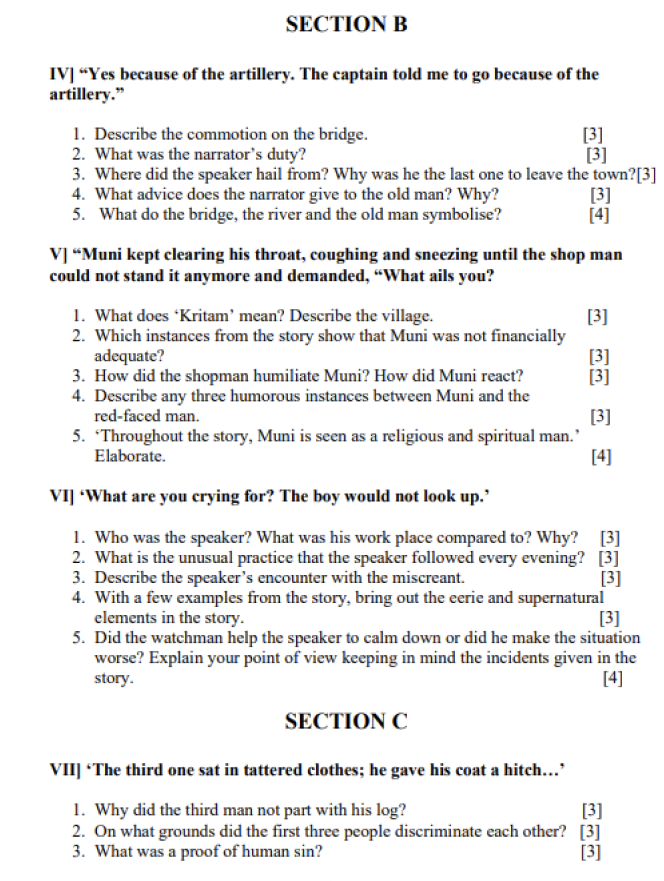 SECTION B
IV] “Yes because of the artillery. The captain told me to go because of the
artillery.”
1. Describe the commotion on the bridge. [3]
2. What was the narrator’s duty? [3]
3. Where did the speaker hail from? Why was he the last one to leave the town?[3]
4. What advice does the narrator give to the old man? Why? [3]
5. What do the bridge, the river and the old man symbolise? [4]
V] “Muni kept clearing his throat, coughing and sneezing until the shop man
could not stand it anymore and demanded, “What ails you?
1. What does ‘Kritam’ mean? Describe the village. [3]
2. Which instances from the story show that Muni was not financially
adequate? [3]
3. How did the shopman humiliate Muni? How did Muni react? [3]
4. Describe any three humorous instances between Muni and the
red-faced man. [3]
5. ‘Throughout the story, Muni is seen as a religious and spiritual man.’
Elaborate. [4]
VI] ‘What are you crying for? The boy would not look up.’
1. Who was the speaker? What was his work place compared to? Why? [3]
2. What is the unusual practice that the speaker followed every evening? [3]
3. Describe the speaker’s encounter with the miscreant. [3]
4. With a few examples from the story, bring out the eerie and supernatural
elements in the story. [3]
5. Did the watchman help the speaker to calm down or did he make the situation
worse? Explain your point of view keeping in mind the incidents given in the
story. [4]
SECTION C
VII] ‘The third one sat in tattered clothes; he gave his coat a hitch…’
1. Why did the third man not part with his log? [3]
2. On what grounds did the first three people discriminate each other? [3]
3. What was a proof of human sin? [3]